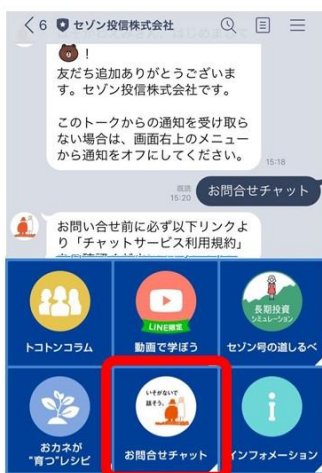 6 セゾン投信株式会社
!
友だち追加ありがとうございま
す。セゾン投信株式会社です。
このトークからの通知を受け取ら
ない場合は、画面右上のメニュー
から通知をオフにしてください。
15:18
既読
15:20
お問合せチャット
お問い合せ前に必ず以下リンクよ
り「チャットサービス利用規約」
トコトンコラム
LINE限定
動画で学ぼう
長期投資
シミュレーション
セゾン号の道しるべ
おカネが
"育つ"レシピ
いそがないで
話そう。
お問合せチャット
インフォメーション